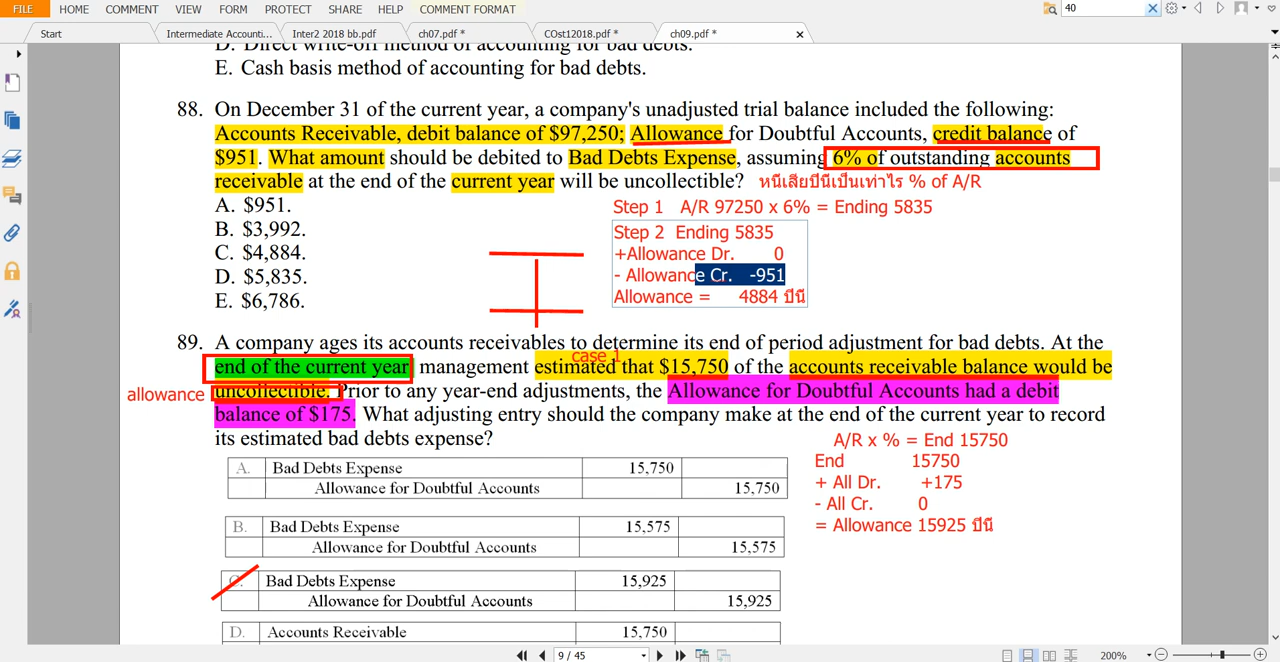 FILE HOME COMMENT VIEW FORM PROTECT SHARE HELP COMMENT FORMAT 40
Start Intermediate Accounti... Inter2 2018 bb.pdf ch07.pdf * COst12018.pdf * ch09.pdf *
D. Direct write-off method of accounting for bad debts.
E. Cash basis method of accounting for bad debts.
88. On December 31 of the current year, a company's unadjusted trial balance included the following:
Accounts Receivable, debit balance of $97,250; Allowance for Doubtful Accounts, credit balance of
$951. What amount should be debited to Bad Debts Expense, assuming 6% of outstanding accounts
receivable at the end of the current year will be uncollectible? หนีเสียปีนีเป็นเท่าไร % of A/R
A. $951.
B. $3,992.
C. $4,884.
D. $5,835.
E. $6,786.
Step 1 A/R 97250 x 6% = Ending 5835
Step 2 Ending 5835
+Allowance Dr. 0
- Allowance Cr. -951
Allowance = 4884 ปีนี
89. A company ages its accounts receivables to determine its end of period adjustment for bad debts. At the
case 1
end of the current year management estimated that $15,750 of the accounts receivable balance would be
allowance uncollectible. Prior to any year-end adjustments, the Allowance for Doubtful Accounts had a debit
balance of $175. What adjusting entry should the company make at the end of the current year to record
its estimated bad debts expense?
A. Bad Debts Expense 15,750
Allowance for Doubtful Accounts 15,750
B. Bad Debts Expense 15,575
Allowance for Doubtful Accounts 15,575
C. Bad Debts Expense 15,925
Allowance for Doubtful Accounts 15,925
D. Accounts Receivable 15,750
A/R x % = End 15750
End 15750
+ All Dr. +175
- All Cr. 0
= Allowance 15925 ปีนี
9 / 45 200%